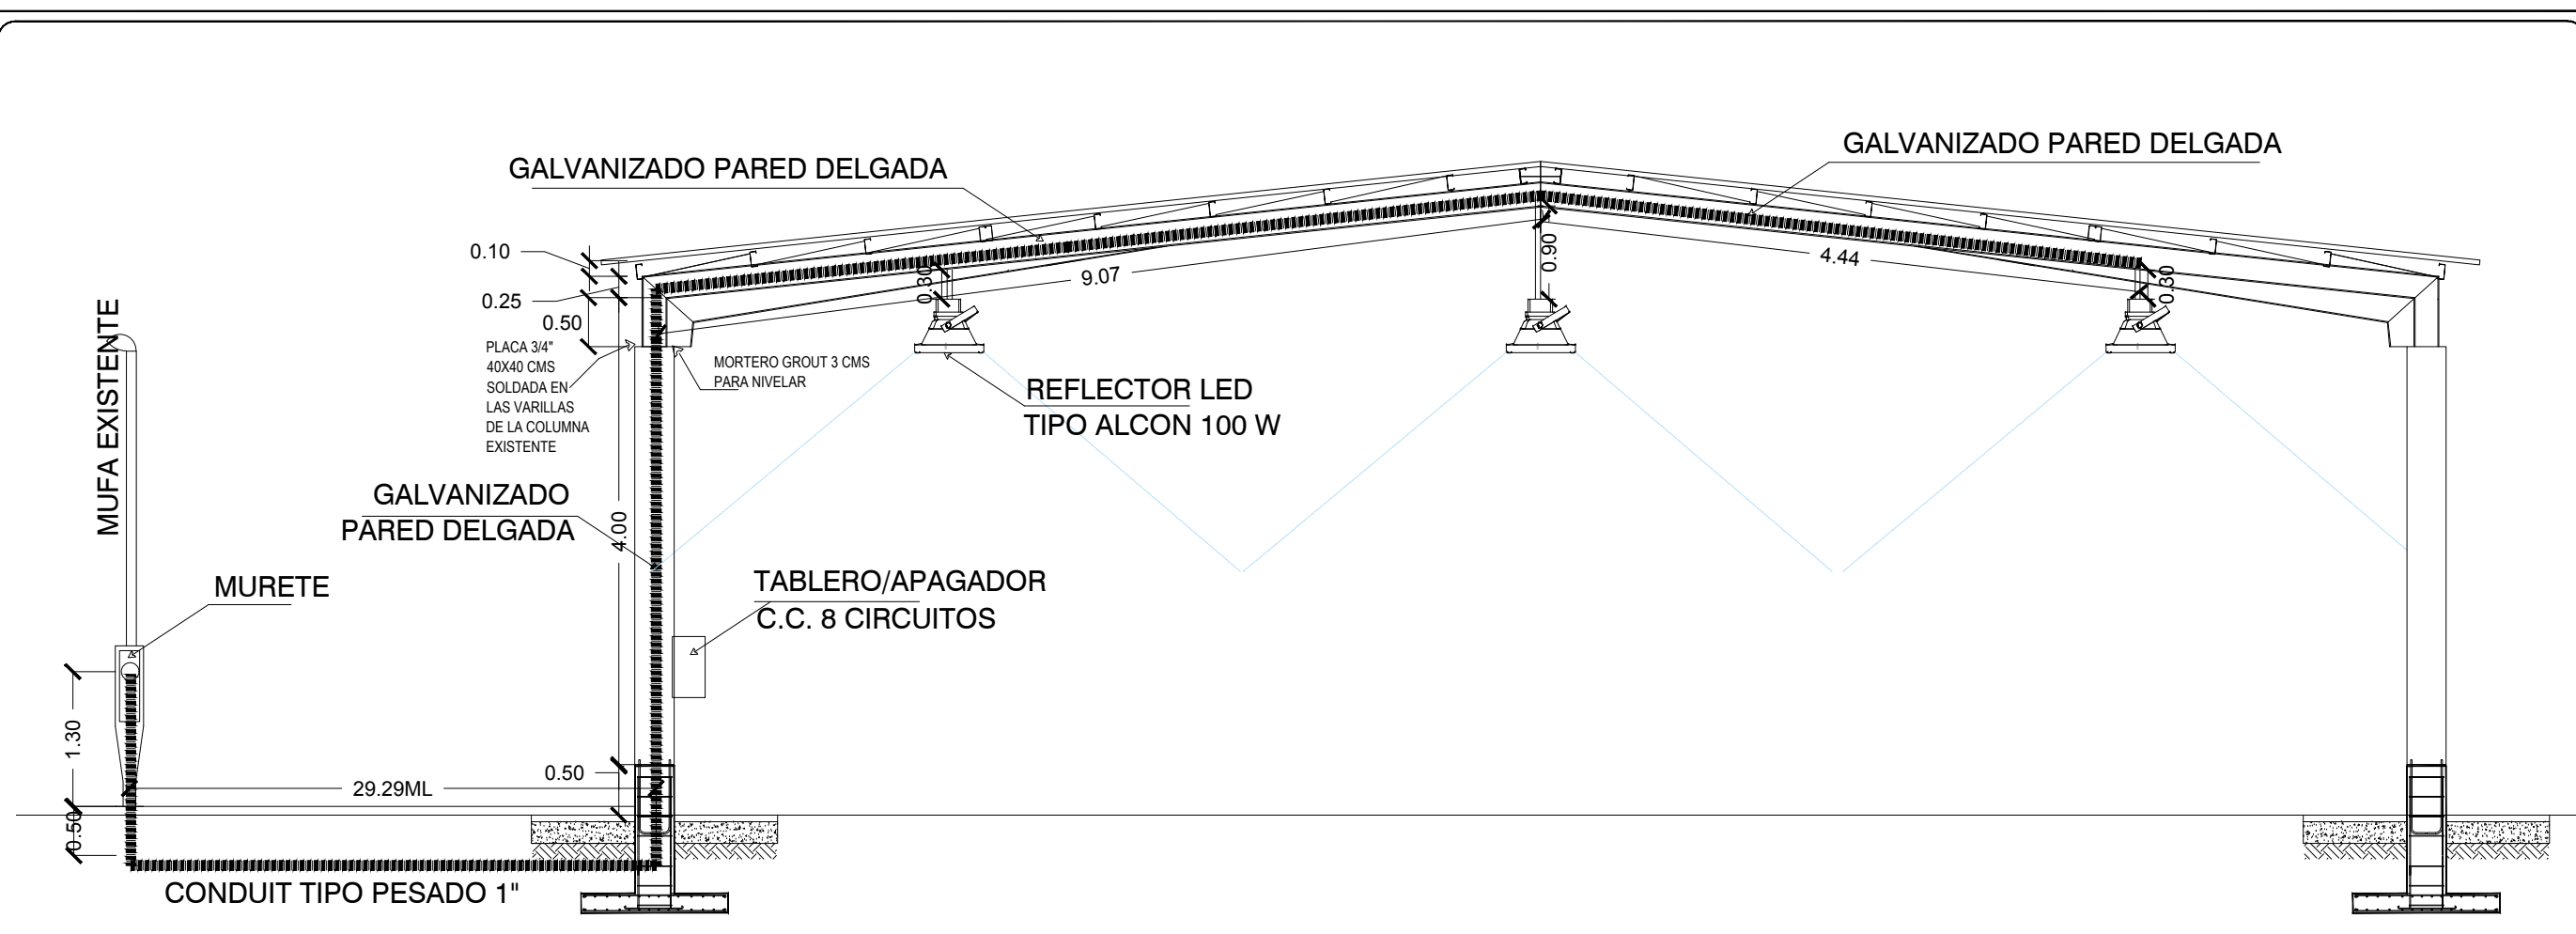 GALVANIZADO PARED DELGADA
GALVANIZADO PARED DELGADA
0.10
0.25
0.50
9.07
4.44
0.30
0.90
0.30
PLACA 3/4"
40X40 CMS
SOLDADA EN
LAS VARILLAS
DE LA COLUMNA
EXISTENTE
MORTERO GROUT 3 CMS
PARA NIVELAR
REFLECTOR LED
TIPO ALCON 100 W
MUFA EXISTENTE
GALVANIZADO
PARED DELGADA
4.00
MURETE
TABLERO/APAGADOR
C.C. 8 CIRCUITOS
1.30
0.50
29.29ML
0.50
CONDUIT TIPO PESADO 1"